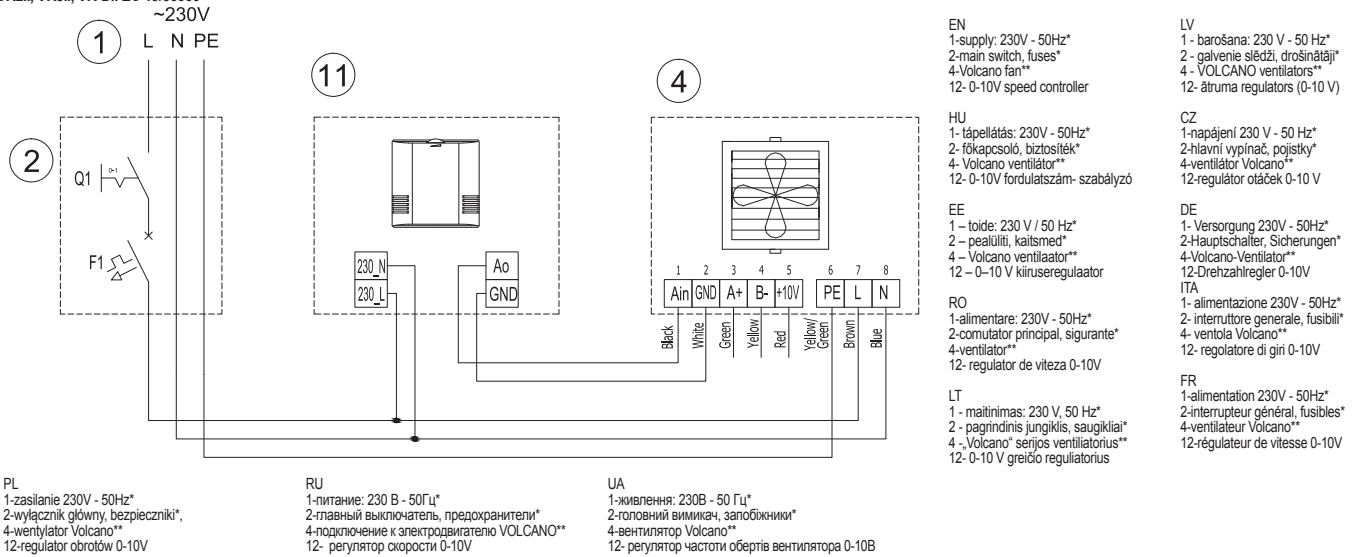 ~230V
L N PE
1
11
4
2
Q1
0-1
F1
230_N
230_L
Ao
GND
1 2 3 4 5 6 7 8
Ain GND A+ B- +10V PE L N
Black
White
Green
Yellow
Red
Yellow/
Green
Brown
Blue
EN
1-supply: 230V - 50Hz*
2-main switch, fuses*
4-Volcano fan**
12- 0-10V speed controller
HU
1- tápellátás: 230V - 50Hz*
2- főkapcsoló, biztosíték*
4- Volcano ventilátor**
12- 0-10V fordulatszám- szabályzó
EE
1 – toide: 230 V / 50 Hz*
2 – pealüliti, kaitsmed*
4 – Volcano ventilaator**
12 – 0–10 V kiiruseregulaator
RO
1-alimentare: 230V - 50Hz*
2-comutator principal, sigurante*
4-ventilator**
12- regulator de viteza 0-10V
LT
1 - maitinimas: 230 V, 50 Hz*
2 - pagrindinis jungiklis, saugikliai*
4 -„Volcano“ serijos ventiliatorius**
12- 0-10 V greičio reguliatorius
LV
1 - barošana: 230 V - 50 Hz*
2 - galvenie slēdži, drošinātāji*
4 - VOLCANO ventilators**
12- ātruma regulators (0-10 V)
CZ
1-napájení 230 V - 50 Hz*
2-hlavní vypínač, pojistky*
4-ventilátor Volcano**
12-regulátor otáček 0-10 V
DE
1- Versorgung 230V - 50Hz*
2-Hauptschalter, Sicherungen*
4-Volcano-Ventilator**
12-Drehzahlregler 0-10V
ITA
1- alimentazione 230V - 50Hz*
2- interruttore generale, fusibili*
4- ventola Volcano**
12- regolatore di giri 0-10V
FR
1-alimentation 230V - 50Hz*
2-interrupteur général, fusibles*
4-ventilateur Volcano**
12-régulateur de vitesse 0-10V
PL
1-zasilanie 230V - 50Hz*
2-wyłącznik główny, bezpieczniki*,
4-wentylator Volcano**
12-regulator obrotów 0-10V
RU
1-питание: 230 В - 50Гц*
2-главный выключатель, предохранители*
4-подключение к электродвигателю VOLCANO**
12- регулятор скорости 0-10V
UA
1-живлення: 230В - 50 Гц*
2-головний вимикач, запобіжники*
4-вентилятор Volcano**
12- регулятор частоти обертів вентилятора 0-10В